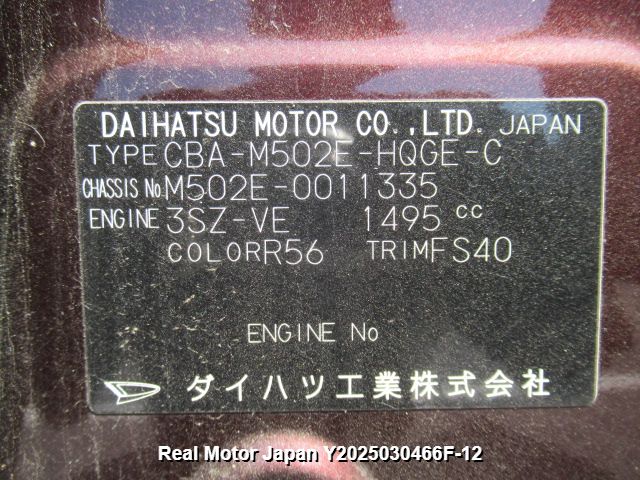 DAIHATSU MOTOR CO.,LTD. JAPAN
TYPE CBA-M502E-HQGE-C
CHASSIS No. M502E-0011335
ENGINE 3SZ-VE 1495 cc
COLOR R56 TRIM FS40
ENGINE No
ダイハツ工業株式会社
Real Motor Japan Y2025030466F-12